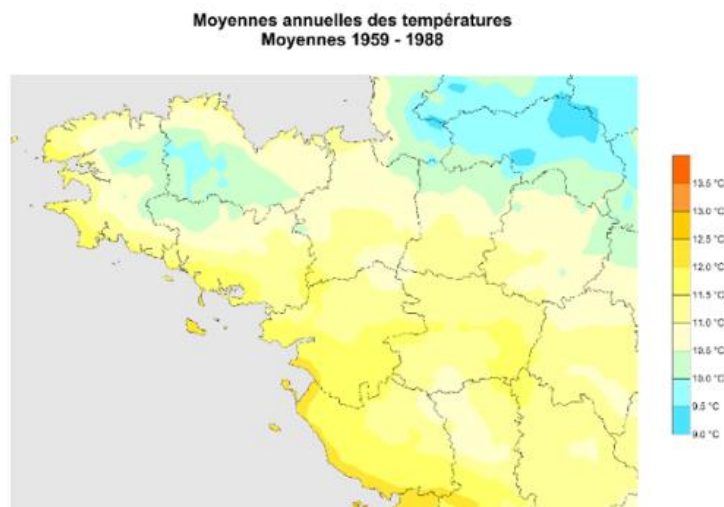 Moyennes annuelles des températures
Moyennes 1959 - 1988
13.5 °C
13.0 °C
12.5 °C
12.0 °C
11.5 °C
11.0 °C
10.5 °C
10.0 °C
9.5 °C
9.0 °C